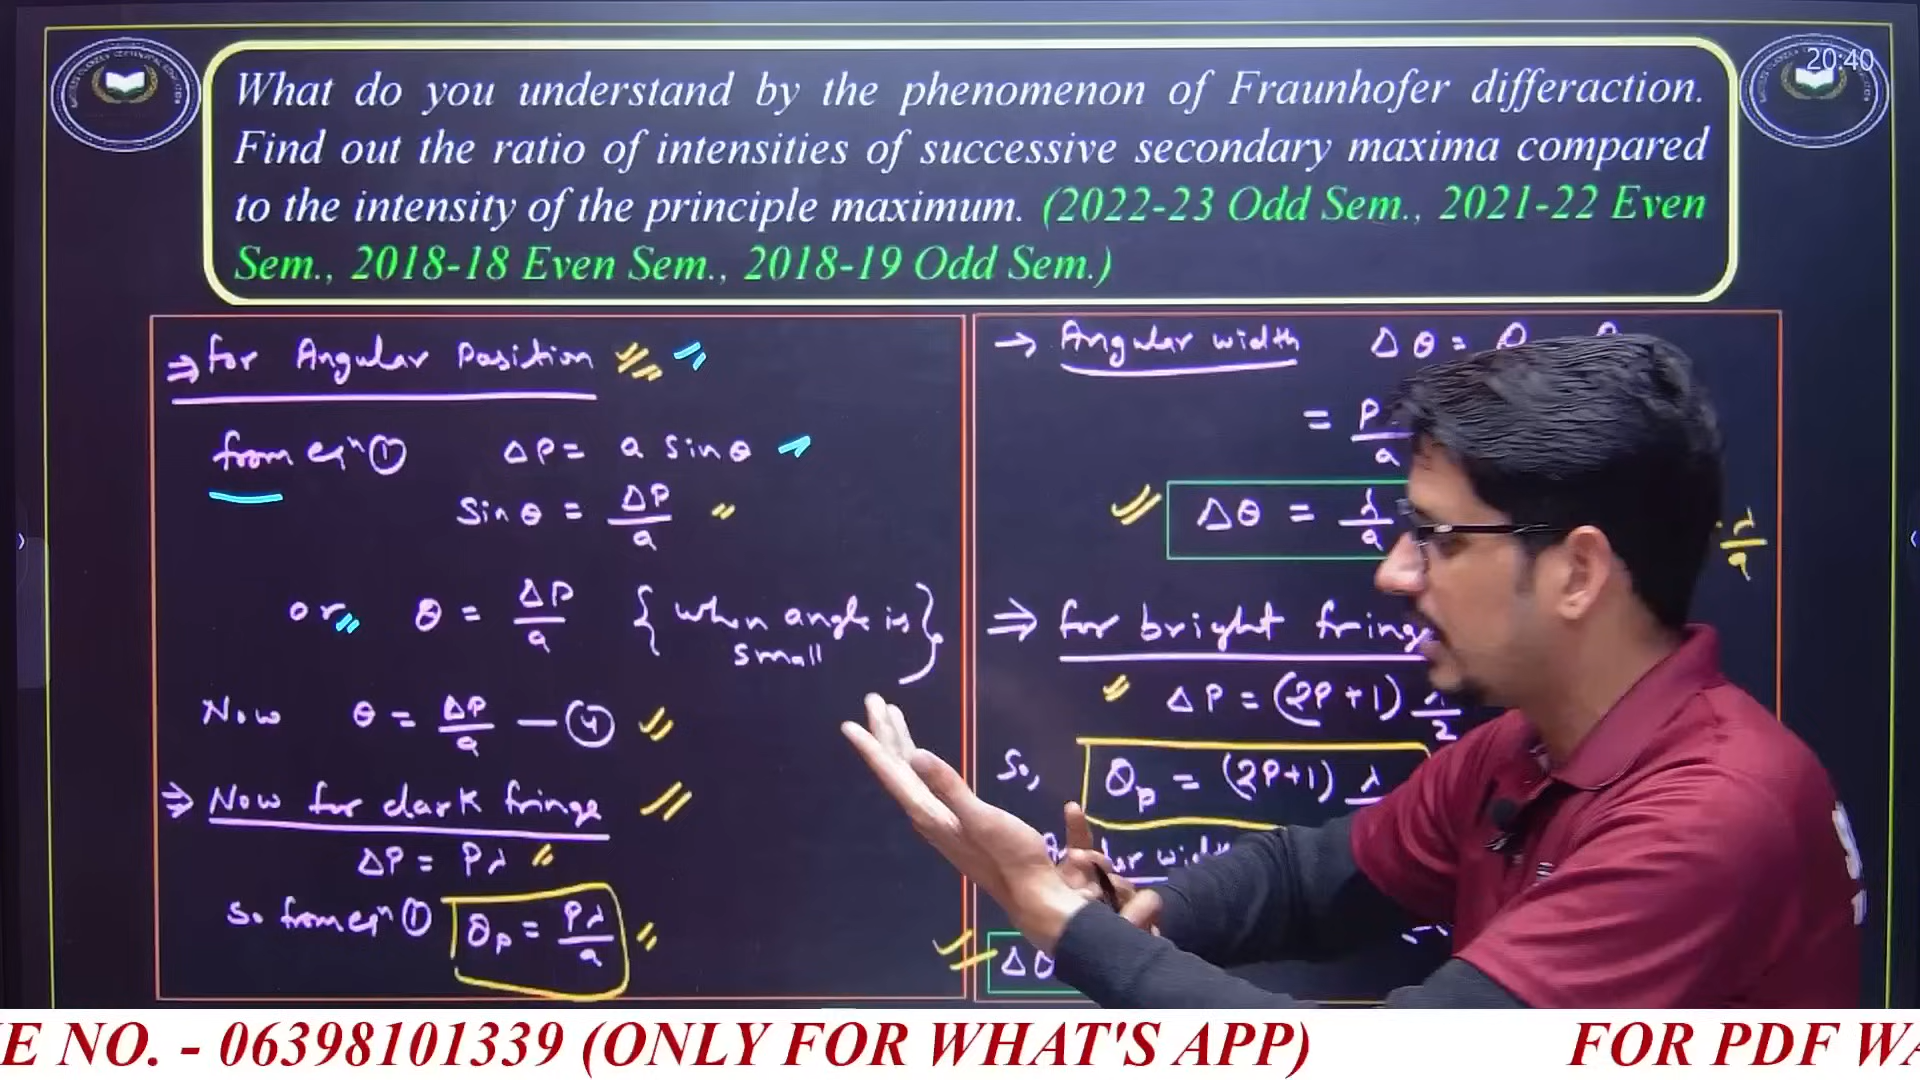 20:40
What do you understand by the phenomenon of Fraunhofer differaction.
Find out the ratio of intensities of successive secondary maxima compared
to the intensity of the principle maximum. (2022-23 Odd Sem., 2021-22 Even
Sem., 2018-18 Even Sem., 2018-19 Odd Sem.)
⇒ for Angular Position
from eqⁿ ① ΔP = a sinθ
Sinθ = ΔP/a
or θ = ΔP/a { when angle is small }
Now θ = ΔP/a — ④
⇒ Now for dark fringe
ΔP = Pλ
So from eqⁿ ① θp = Pλ/a
→ Angular width Δθ =
= P
a
Δθ = λ/a
λ/a
⇒ for bright fring
ΔP = (2P+1) λ/2
So, θp = (2P+1) λ
widt
Δθ
E NO. - 06398101339 (ONLY FOR WHAT'S APP) FOR PDF WA